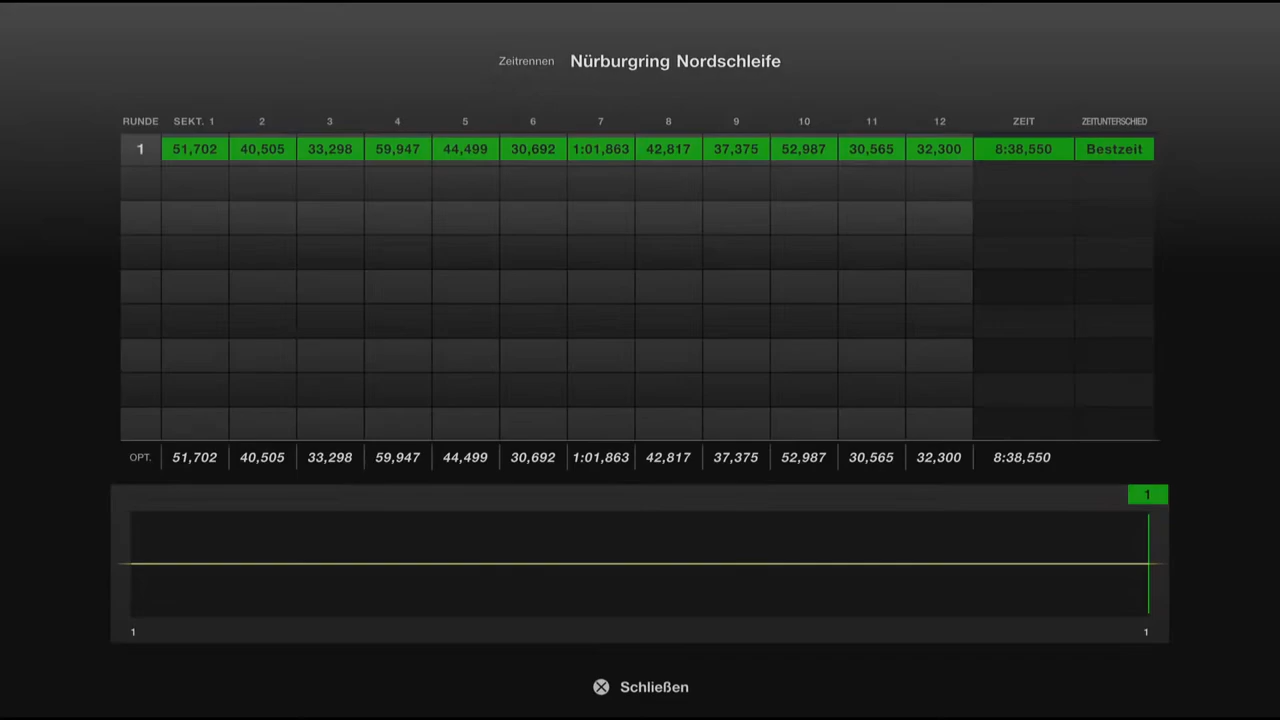 Zeitrennen Nürburgring Nordschleife
RUNDE SEKT. 1 2 3 4 5 6 7 8 9 10 11 12 ZEIT ZEITUNTERSCHIED
1 51,702 40,505 33,298 59,947 44,499 30,692 1:01,863 42,817 37,375 52,987 30,565 32,300 8:38,550 Bestzeit
OPT. 51,702 40,505 33,298 59,947 44,499 30,692 1:01,863 42,817 37,375 52,987 30,565 32,300 8:38,550
1
1 1
Schließen